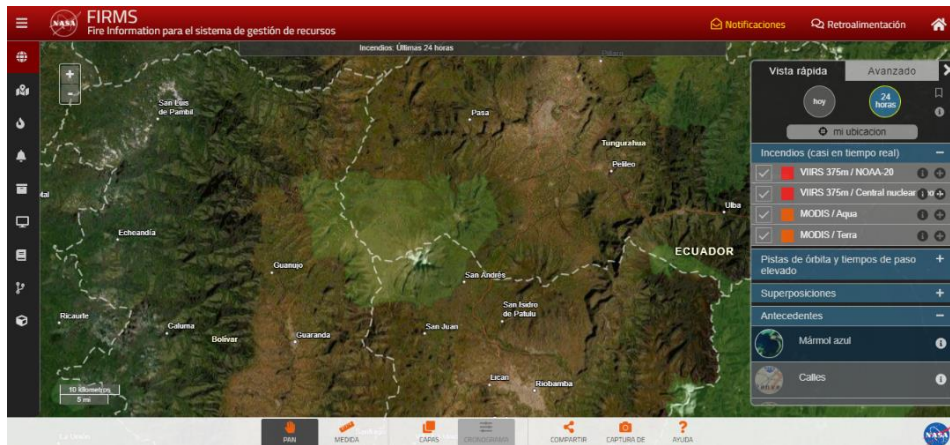 NASA
FIRMS
Fire Information para el sistema de gestión de recursos
Notificaciones
Retroalimentación
Incendios: Últimas 24 horas
+
-
San Luis
de Pambil
Pasa
Tungurahua
Pelileo
Ulba
Echeandía
Guanujo
ECUADOR
San Andrés
San Isidro
de Patulu
Ricaurte
Caluma
Bolívar
Guaranda
San Juan
Lican
Riobamba
10 kilometros
5 mi
Vista rápida
Avanzado
hoy
24
horas
mi ubicacion
Incendios (casi en tiempo real)
VIIRS 375m / NOAA-20
VIIRS 375m / Central nuclear
MODIS / Aqua
MODIS / Terra
Pistas de órbita y tiempos de paso
elevado
Superposiciones
Antecedentes
Mármol azul
Calles
PAN
MEDIDA
CAPAS
CRONOGRAMA
COMPARTIR
CAPTURA DE
AYUDA
NASA